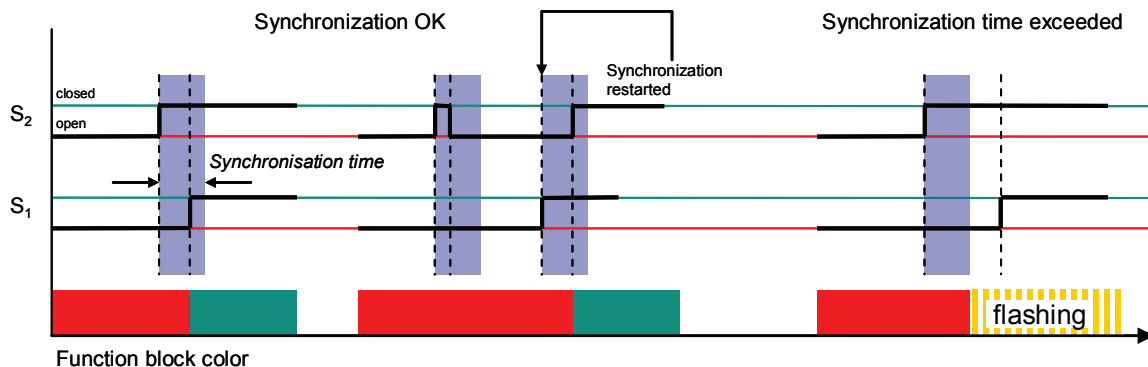 Synchronization OK
Synchronization time exceeded
Synchronization
restarted
closed
S2
open
Synchronisation time
S1
flashing
Function block color